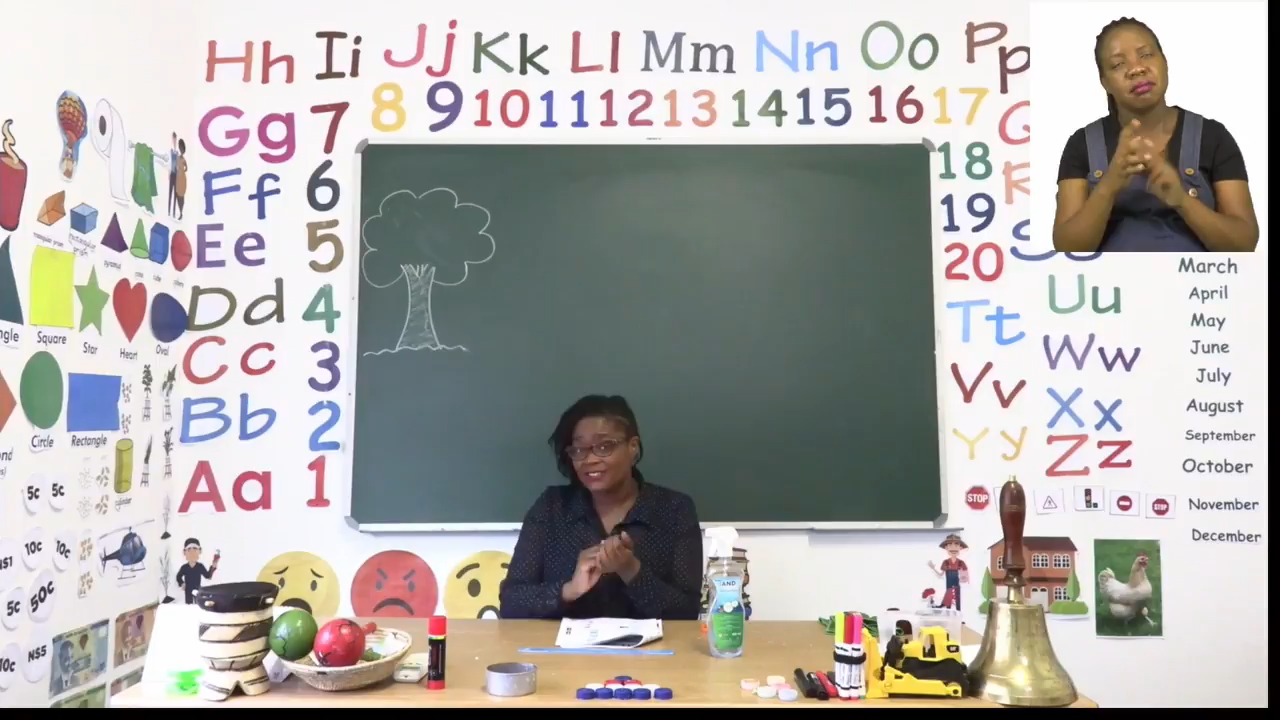 Hh Ii Jj Kk Ll Mm Nn Oo Pp
Gg 7 8 9 10 11 12 13 14 15 16 17
Ff 6 18
Ee 5 19
Dd 4 20
Cc 3
Bb 2
Aa 1
Tt Uu
Vv Ww
Xx
Yy Zz
March
April
May
June
July
August
September
October
November
December
Square
Star
Heart
Oval
Circle
Rectangle
cylinder
5c 5c
10c 10c
5c 50c
10c N$5
STOP
STOP